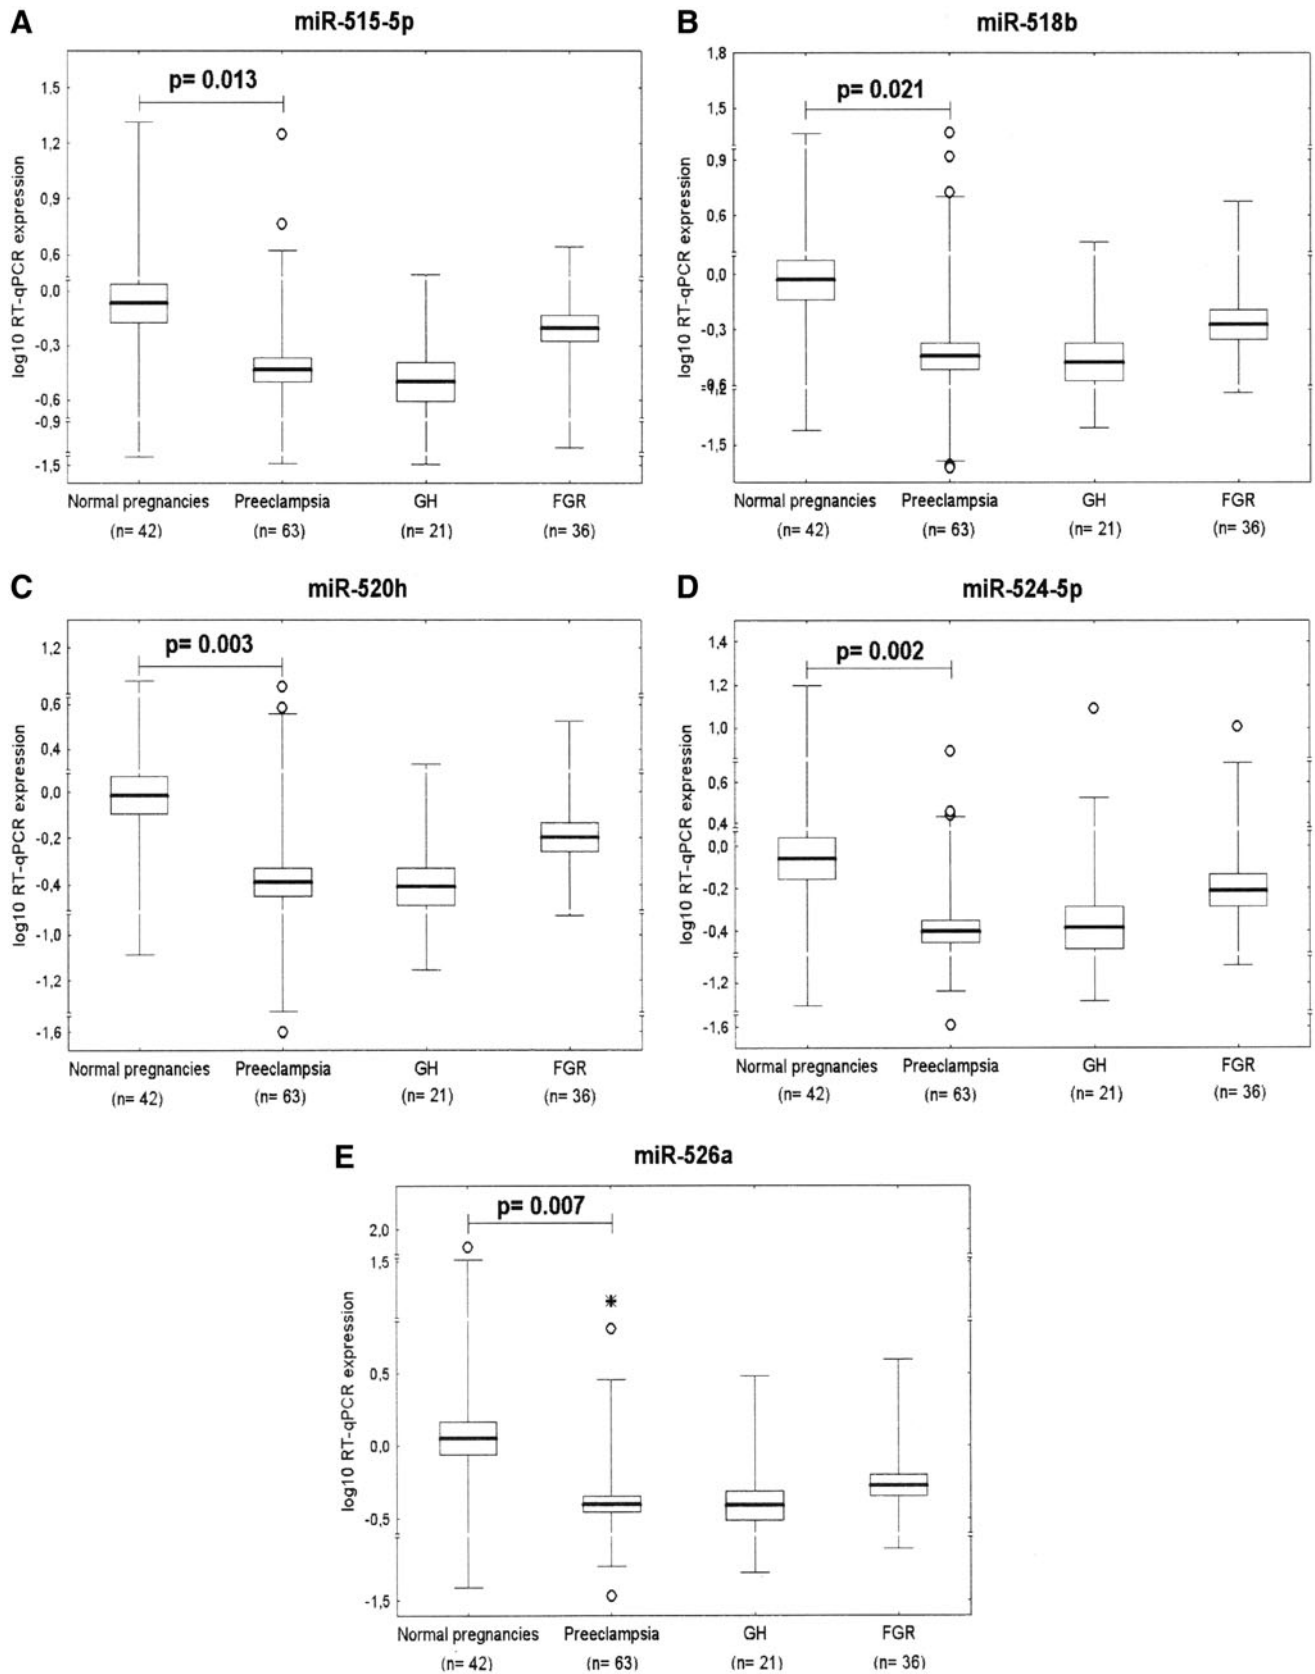 A
miR-515-5p
p= 0.013
log10 RT-qPCR expression
1.5
1,2
0,9
0,6
0.0
-0,3
-0,6
-0,9
-1,5
Normal pregnancies
Preeclampsia
GH
FGR
(n= 42)
(n= 63)
(n= 21)
(n= 36)
B
miR-518b
p= 0.021
log10 RT-qPCR expression
1,8
1,5
0,9
0,6
0,0
-0,3
-0,6
-1,2
-1,5
Normal pregnancies
Preeclampsia
GH
FGR
(n= 42)
(n= 63)
(n= 21)
(n= 36)
C
miR-520h
p= 0.003
log10 RT-qPCR expression
1,2
0.6
0,4
0.0
-0,2
-0,4
-1,0
-1,2
-1,6
Normal pregnancies
Preeclampsia
GH
FGR
(n= 42)
(n= 63)
(n= 21)
(n= 36)
D
miR-524-5p
p= 0.002
log10 RT-qPCR expression
1,4
1,2
1,0
0,6
0,4
0,0
-0,2
-0,4
-1,2
-1,6
Normal pregnancies
Preeclampsia
GH
FGR
(n= 42)
(n= 63)
(n= 21)
(n= 36)
E
miR-526a
p= 0.007
log10 RT-qPCR expression
2,0
1,5
0,5
0,0
-0,5
-1,5
Normal pregnancies
Preeclampsia
GH
FGR
(n= 42)
(n= 63)
(n= 21)
(n= 36)